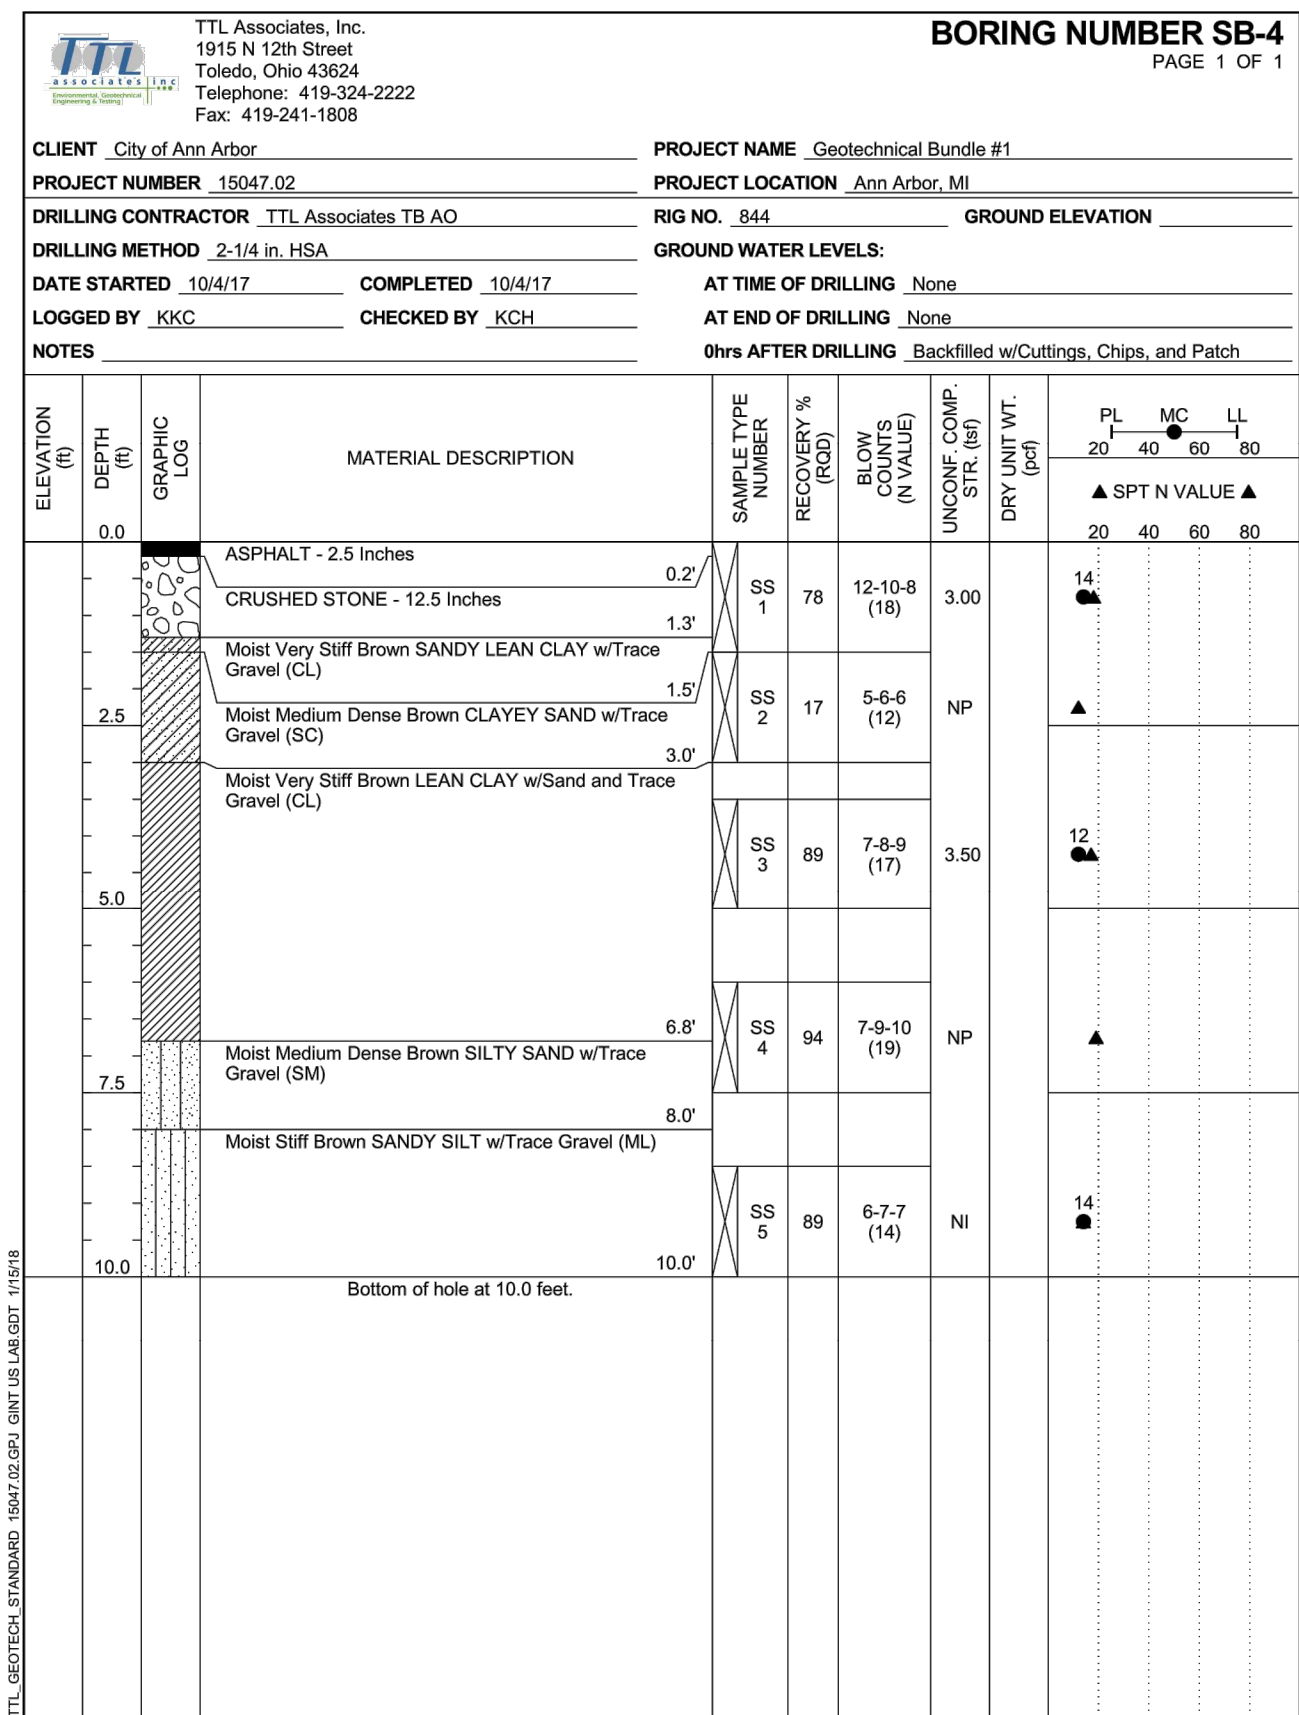 TTL
associates inc
Environmental, Geotechnical
Engineering & Testing
TTL Associates, Inc.
1915 N 12th Street
Toledo, Ohio 43624
Telephone: 419-324-2222
Fax: 419-241-1808
BORING NUMBER SB-4
PAGE 1 OF 1
CLIENT City of Ann Arbor
PROJECT NAME Geotechnical Bundle #1
PROJECT NUMBER 15047.02
PROJECT LOCATION Ann Arbor, MI
DRILLING CONTRACTOR TTL Associates TB AO
RIG NO. 844 GROUND ELEVATION
DRILLING METHOD 2-1/4 in. HSA
GROUND WATER LEVELS:
DATE STARTED 10/4/17 COMPLETED 10/4/17
AT TIME OF DRILLING None
LOGGED BY KKC CHECKED BY KCH
AT END OF DRILLING None
NOTES
0hrs AFTER DRILLING Backfilled w/Cuttings, Chips, and Patch
ELEVATION
(ft)
DEPTH
(ft)
GRAPHIC
LOG
MATERIAL DESCRIPTION
SAMPLE TYPE
NUMBER
RECOVERY %
(RQD)
BLOW
COUNTS
(N VALUE)
UNCONF. COMP.
STR. (tsf)
DRY UNIT WT.
(pcf)
PL MC LL
20 40 60 80
▲ SPT N VALUE ▲
20 40 60 80
0.0
ASPHALT - 2.5 Inches
0.2'
CRUSHED STONE - 12.5 Inches
1.3'
SS
1
78
12-10-8
(18)
3.00
14
Moist Very Stiff Brown SANDY LEAN CLAY w/Trace
Gravel (CL)
1.5'
Moist Medium Dense Brown CLAYEY SAND w/Trace
Gravel (SC)
3.0'
SS
2
17
5-6-6
(12)
NP
2.5
Moist Very Stiff Brown LEAN CLAY w/Sand and Trace
Gravel (CL)
SS
3
89
7-8-9
(17)
3.50
12
5.0
6.8'
SS
4
94
7-9-10
(19)
NP
Moist Medium Dense Brown SILTY SAND w/Trace
Gravel (SM)
7.5
8.0'
Moist Stiff Brown SANDY SILT w/Trace Gravel (ML)
SS
5
89
6-7-7
(14)
NI
14
10.0
10.0'
Bottom of hole at 10.0 feet.
TTL_GEOTECH_STANDARD 15047.02.GPJ GINT US LAB.GDT 1/15/18